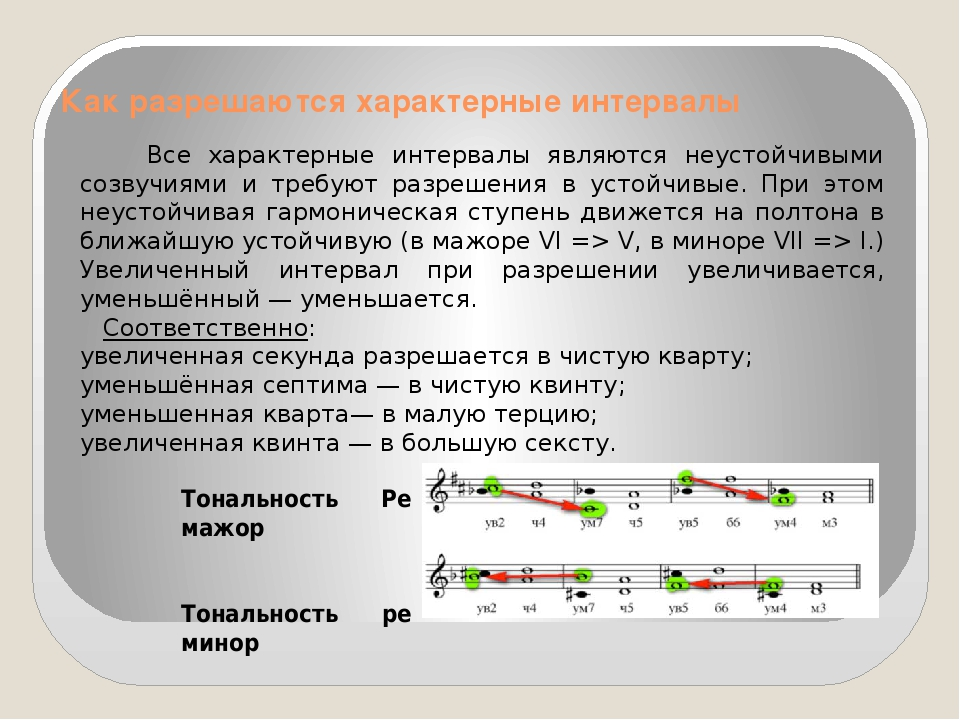 Как разрешаются характерные интервалы
Все характерные интервалы являются неустойчивыми
созвучиями и требуют разрешения в устойчивые. При этом
неустойчивая гармоническая ступень движется на полтона в
ближайшую устойчивую (в мажоре VI => V, в миноре VII => I.)
Увеличенный интервал при разрешении увеличивается,
уменьшённый — уменьшается.
Соответственно:
увеличенная секунда разрешается в чистую кварту;
уменьшённая септима — в чистую квинту;
уменьшенная кварта— в малую терцию;
увеличенная квинта — в большую сексту.
Тональность Ре
мажор
ув2 ч4 ум7 ч5 ув5 б6 ум4 м3
Тональность ре
минор
ув2 ч4 ум7 ч5 ув5 б6 ум4 м3